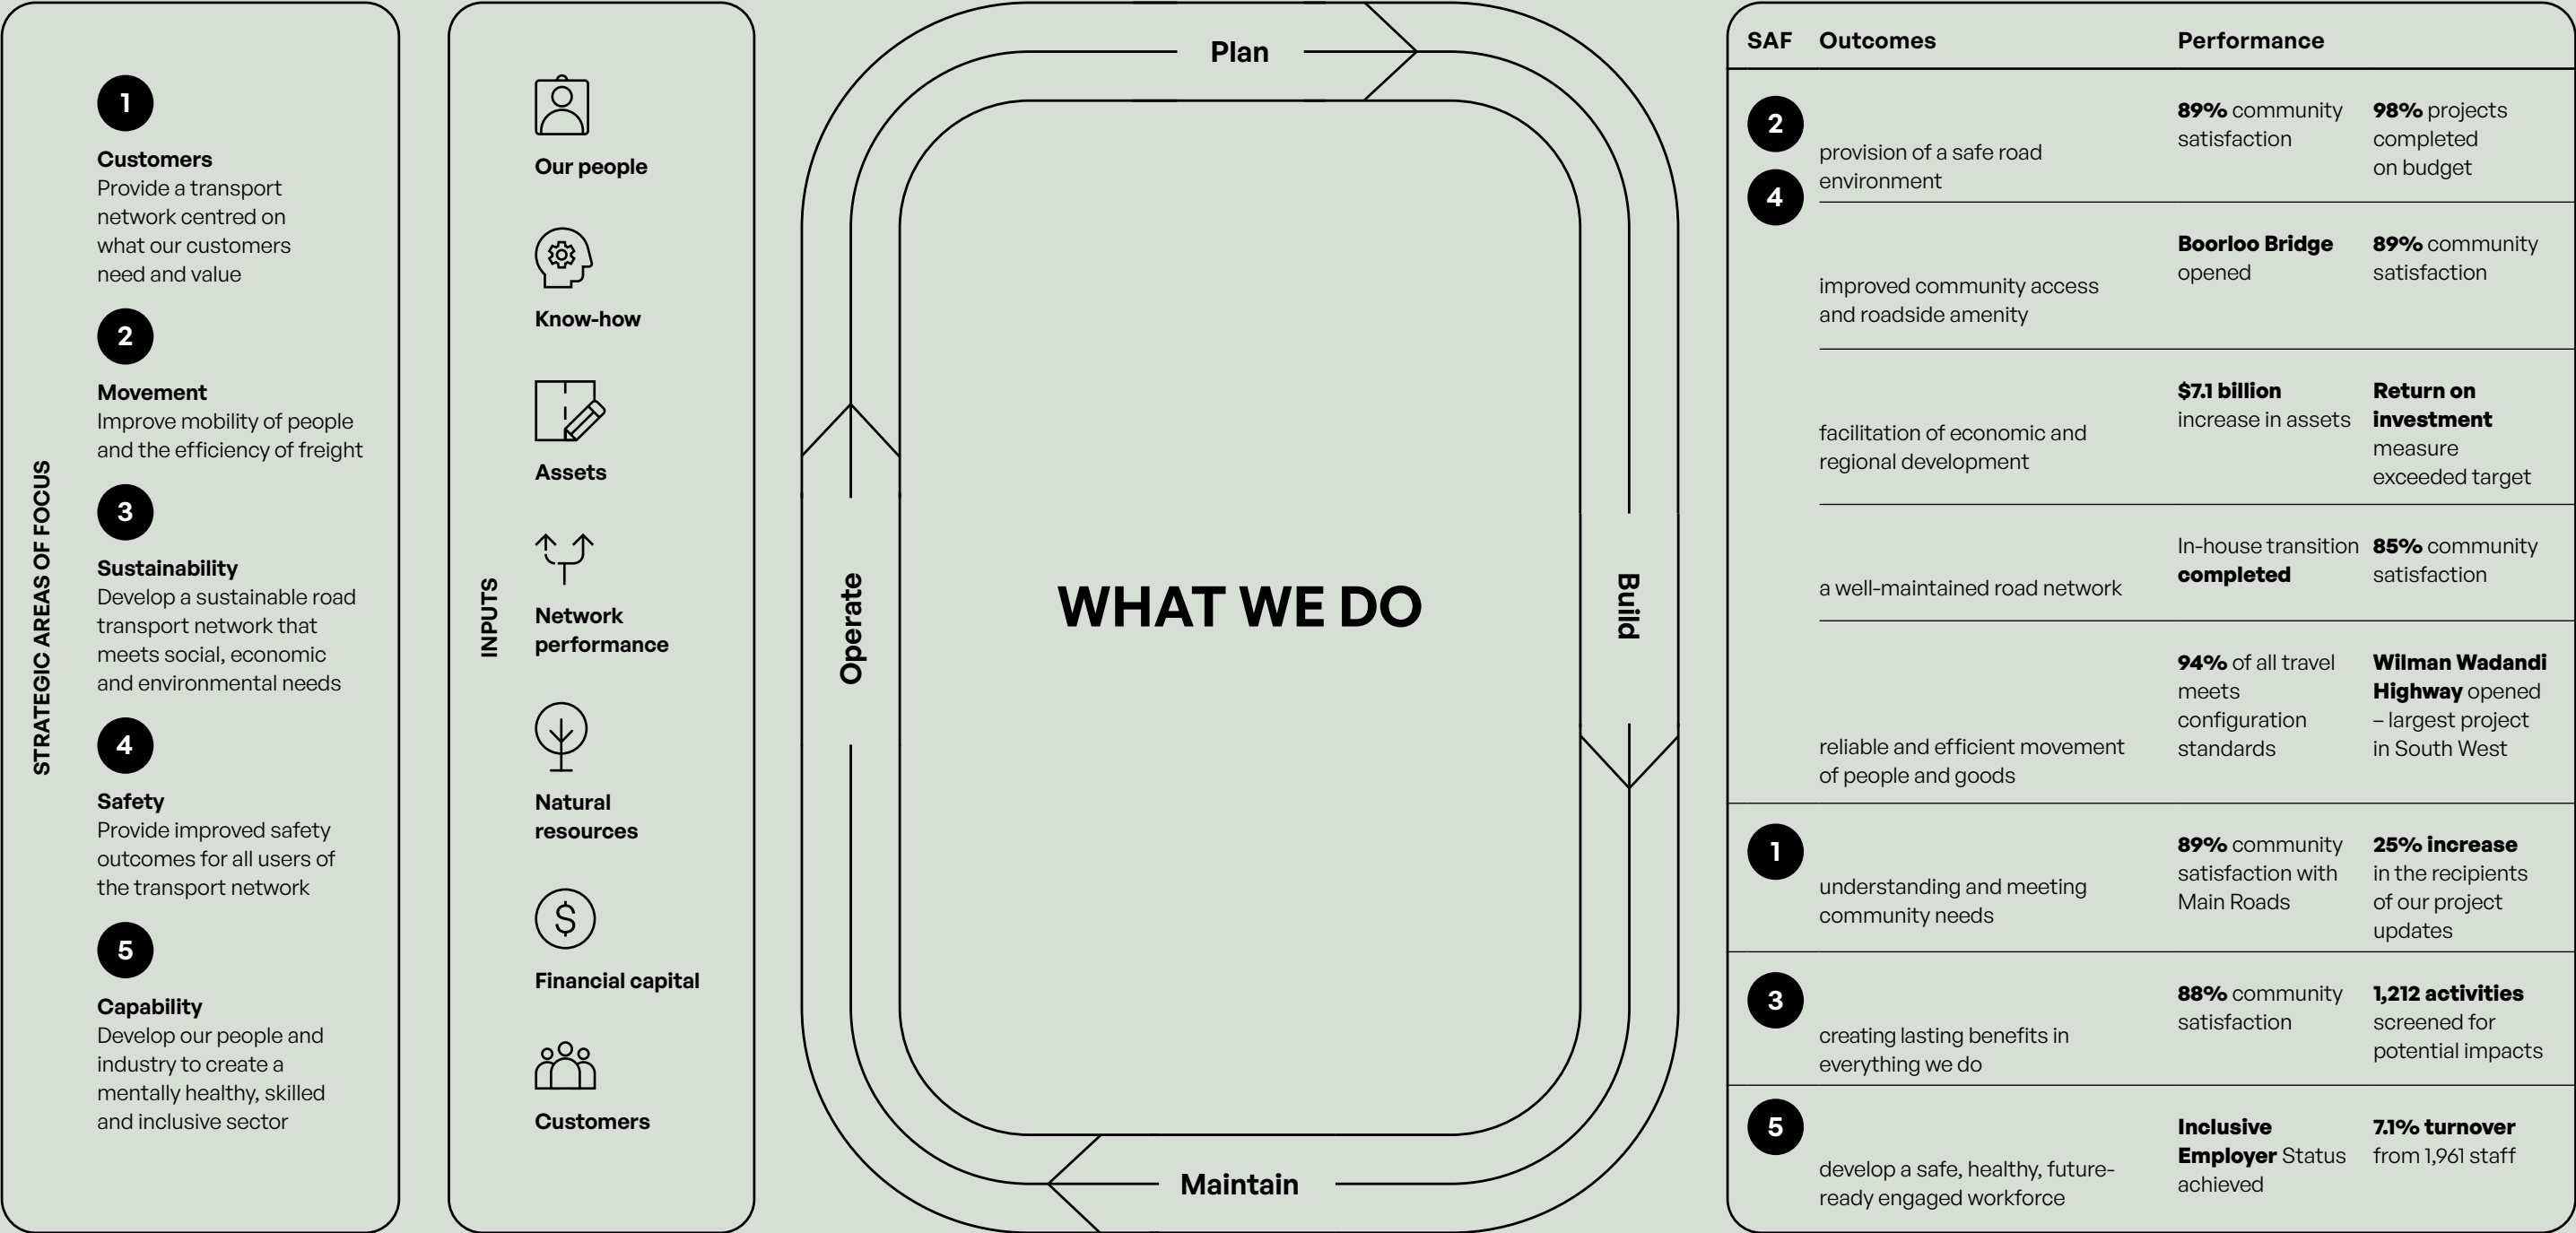 STRATEGIC AREAS OF FOCUS
1
Customers
Provide a transport
network centred on
what our customers
need and value
2
Movement
Improve mobility of people
and the efficiency of freight
3
Sustainability
Develop a sustainable road
transport network that
meets social, economic
and environmental needs
4
Safety
Provide improved safety
outcomes for all users of
the transport network
5
Capability
Develop our people and
industry to create a
mentally healthy, skilled
and inclusive sector
INPUTS
Our people
Know-how
Assets
Network
performance
Natural
resources
$
Financial capital
Customers
Plan
Build
Maintain
Operate
WHAT WE DO
SAF Outcomes Performance
2
4
provision of a safe road
environment
89% community
satisfaction
98% projects
completed
on budget
improved community access
and roadside amenity
Boorloo Bridge
opened
89% community
satisfaction
facilitation of economic and
regional development
$7.1 billion
increase in assets
Return on
investment
measure
exceeded target
a well-maintained road network
In-house transition
completed
85% community
satisfaction
reliable and efficient movement
of people and goods
94% of all travel
meets
configuration
standards
Wilman Wadandi
Highway opened
– largest project
in South West
1
understanding and meeting
community needs
89% community
satisfaction with
Main Roads
25% increase
in the recipients
of our project
updates
3
creating lasting benefits in
everything we do
88% community
satisfaction
1,212 activities
screened for
potential impacts
5
develop a safe, healthy, future-
ready engaged workforce
Inclusive
Employer Status
achieved
7.1% turnover
from 1,961 staff